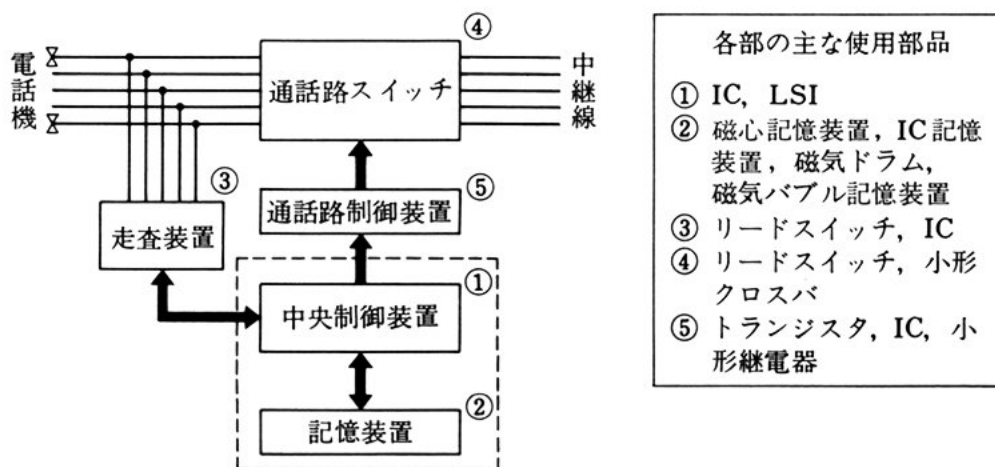 ④
電話機
通話路スイッチ
中継線
③
⑤
走査装置
通話路制御装置
①
中央制御装置
②
記憶装置
各部の主な使用部品
① IC, LSI
② 磁心記憶装置, IC記憶
装置, 磁気ドラム,
磁気バブル記憶装置
③ リードスイッチ, IC
④ リードスイッチ, 小形
クロスバ
⑤ トランジスタ, IC, 小
形継電器